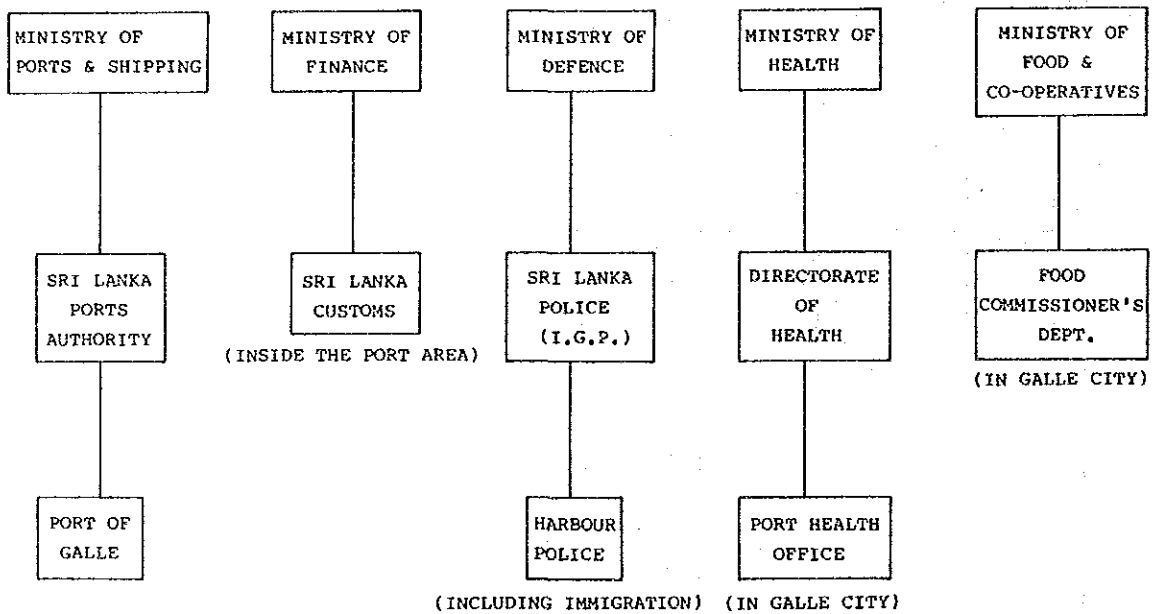 MINISTRY OF
PORTS & SHIPPING
MINISTRY OF
FINANCE
MINISTRY OF
DEFENCE
MINISTRY OF
HEALTH
MINISTRY OF
FOOD &
CO-OPERATIVES
SRI LANKA
PORTS
AUTHORITY
SRI LANKA
CUSTOMS
(INSIDE THE PORT AREA)
SRI LANKA
POLICE
(I.G.P.)
DIRECTORATE
OF
HEALTH
FOOD
COMMISSIONER'S
DEPT.
(IN GALLE CITY)
PORT OF
GALLE
HARBOUR
POLICE
(INCLUDING IMMIGRATION)
PORT HEALTH
OFFICE
(IN GALLE CITY)